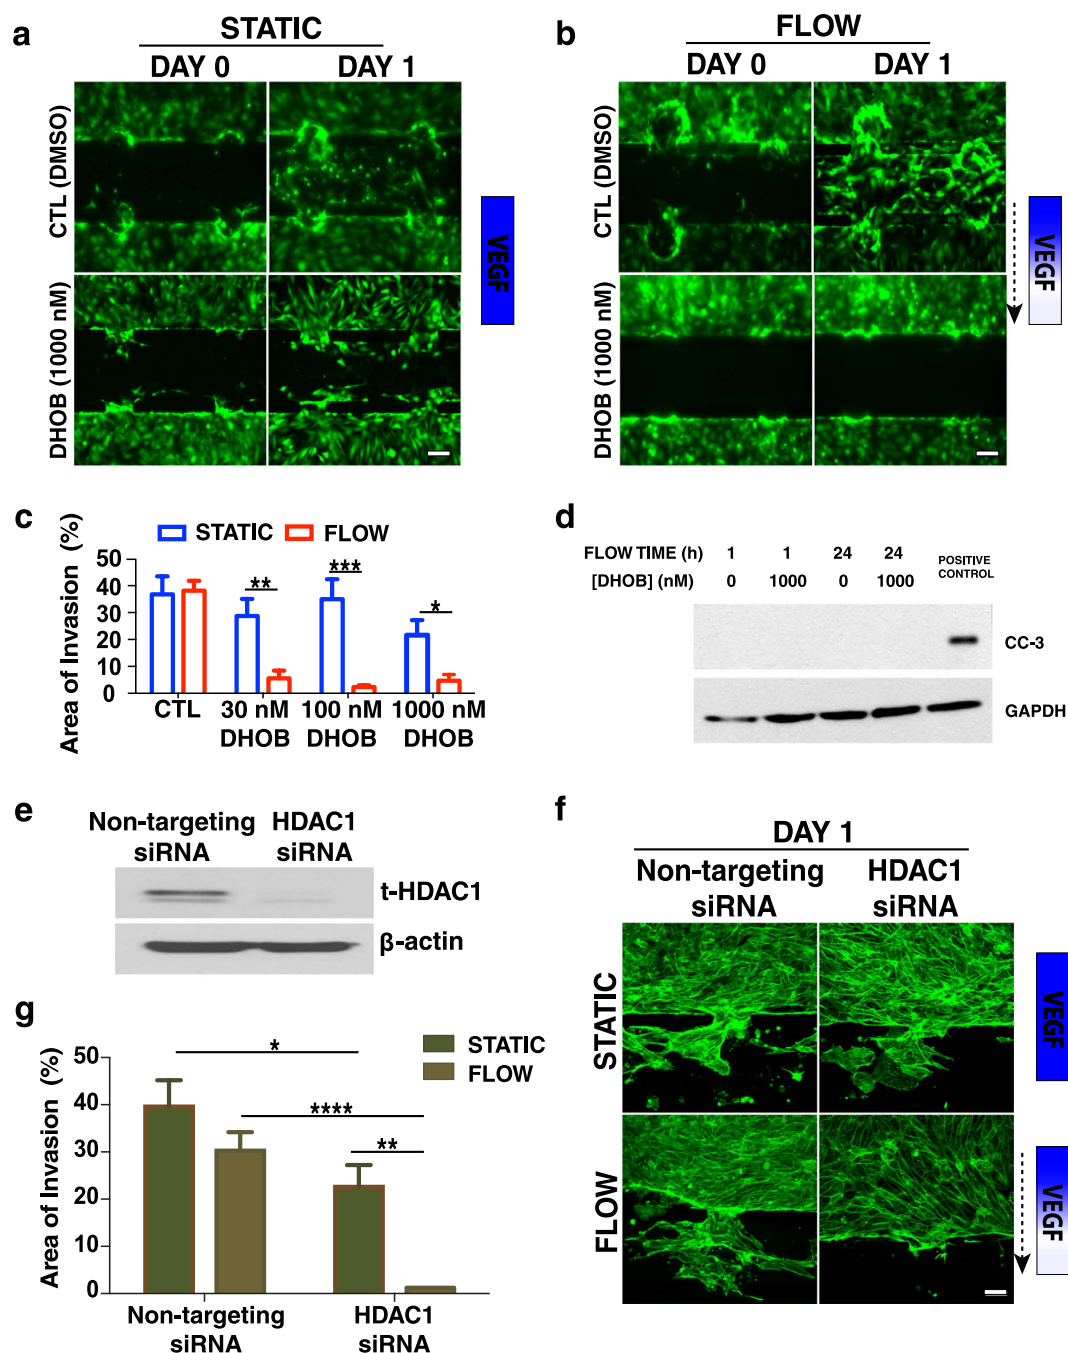 a
STATIC
DAY 0 DAY 1
CTL (DMSO)
DHOB (1000 nM)
VEGF
b
FLOW
DAY 0 DAY 1
CTL (DMSO)
DHOB (1000 nM)
VEGF
c
STATIC FLOW
Area of Invasion (%)
50
40
30
20
10
0
** *** *
CTL 30 nM 100 nM 1000 nM
DHOB DHOB DHOB
d
FLOW TIME (h) 1 1 24 24 POSITIVE
[DHOB] (nM) 0 1000 0 1000 CONTROL
CC-3
GAPDH
e
Non-targeting HDAC1
siRNA siRNA
t-HDAC1
β-actin
f
DAY 1
Non-targeting HDAC1
siRNA siRNA
STATIC
FLOW
VEGF
VEGF
g
STATIC
FLOW
Area of Invasion (%)
50
40
30
20
10
0
*
****
**
Non-targeting HDAC1
siRNA siRNA